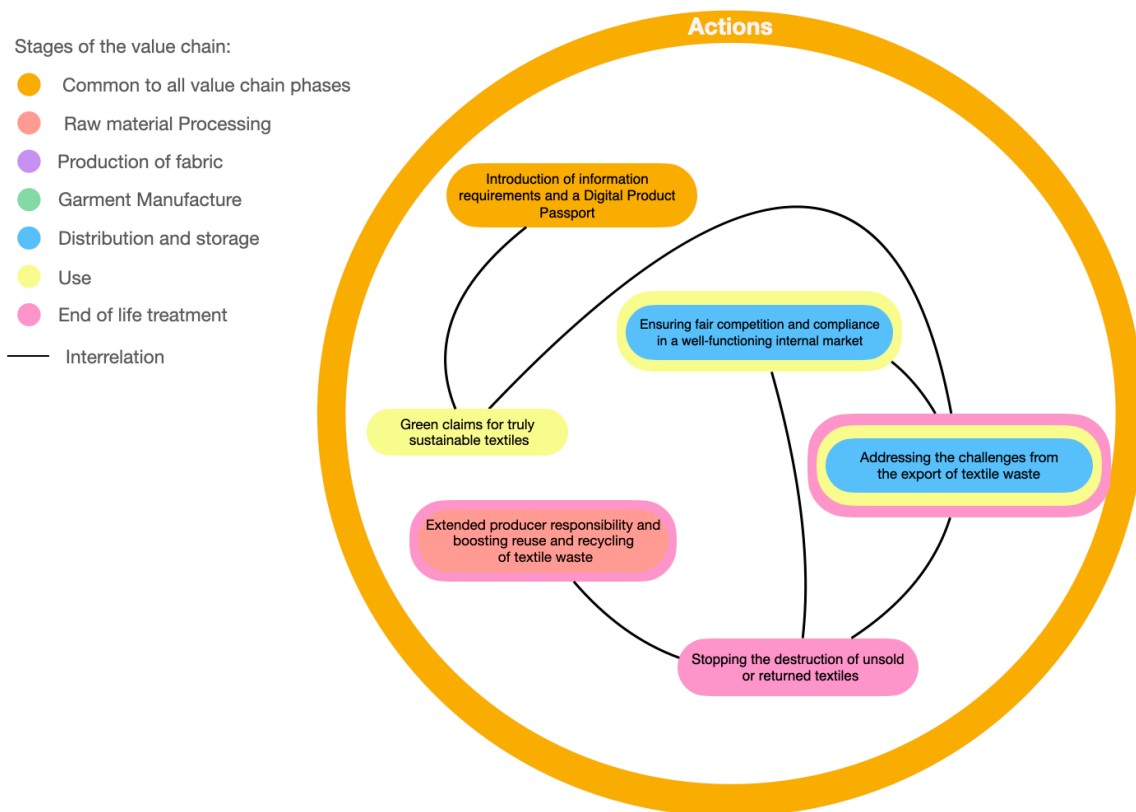 Actions
Stages of the value chain:
Common to all value chain phases
Raw material Processing
Production of fabric
Garment Manufacture
Distribution and storage
Use
End of life treatment
Interrelation
Introduction of information
requirements and a Digital Product
Passport
Ensuring fair competition and compliance
in a well-functioning internal market
Green claims for truly
sustainable textiles
Addressing the challenges from
the export of textile waste
Extended producer responsibility and
boosting reuse and recycling
of textile waste
Stopping the destruction of unsold
or returned textiles